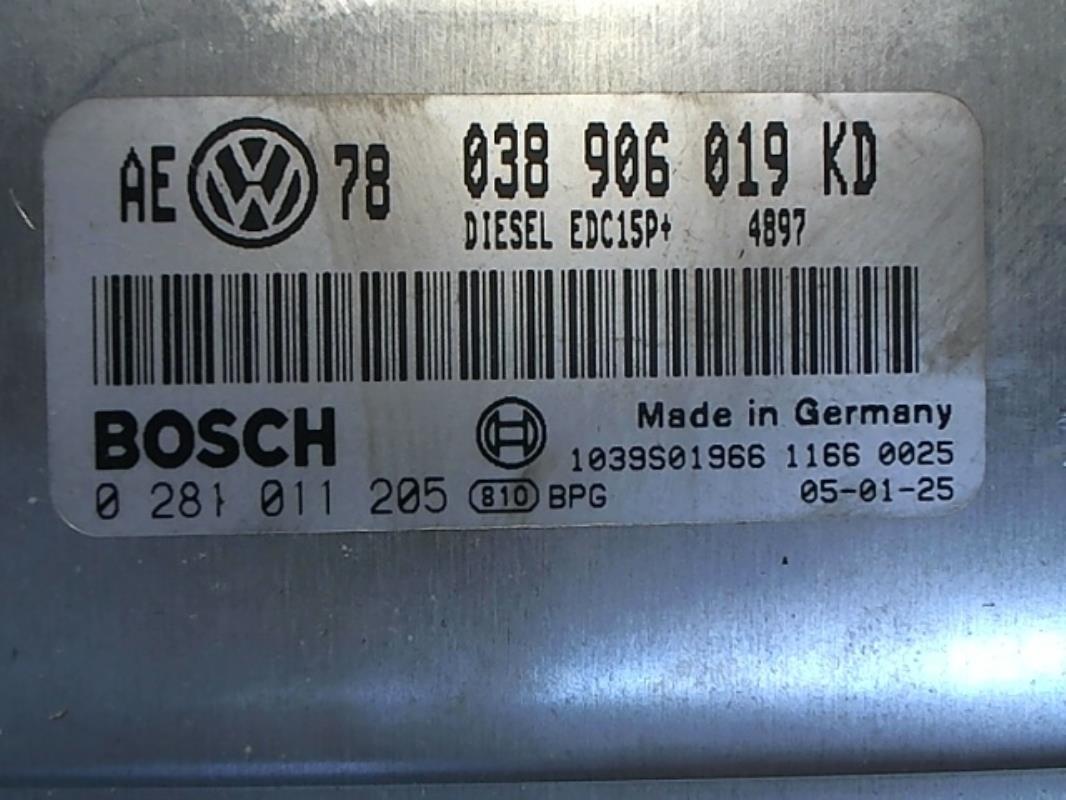 AE VW 78 038 906 019 KD
DIESEL EDC15P+ 4897
BOSCH Made in Germany
1039S01966 1166 0025
0 281 011 205 810 BPG 05-01-25